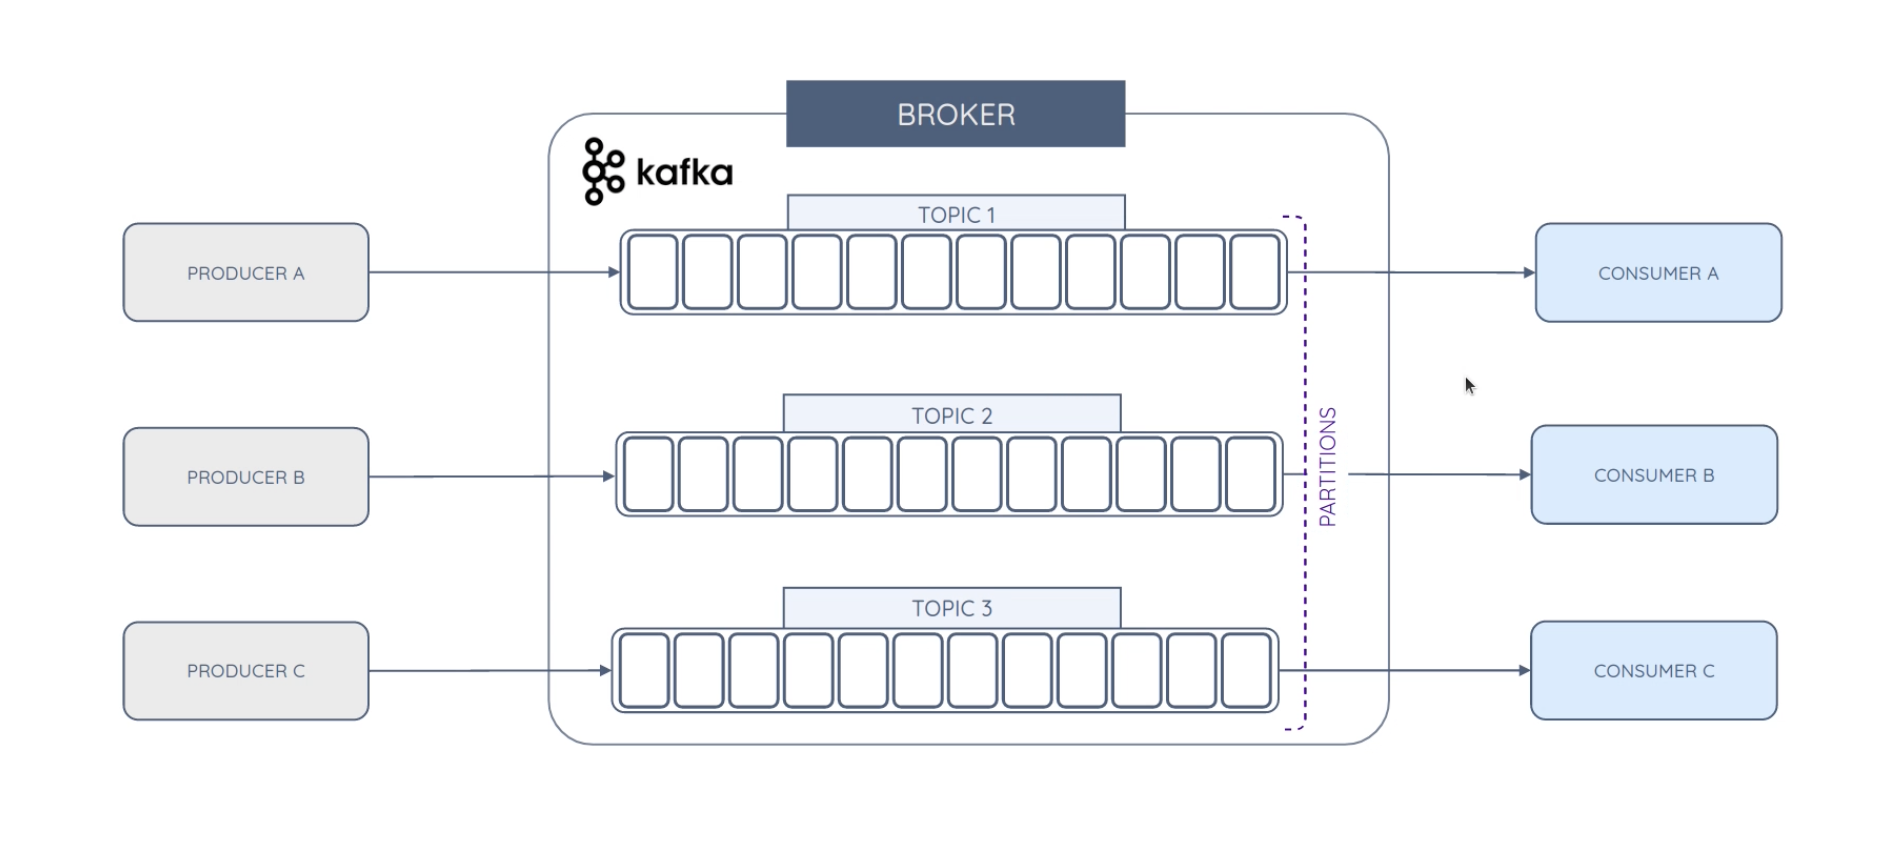 BROKER
kafka
TOPIC 1
PRODUCER A
CONSUMER A
TOPIC 2
PRODUCER B
PARTITIONS
CONSUMER B
TOPIC 3
PRODUCER C
CONSUMER C